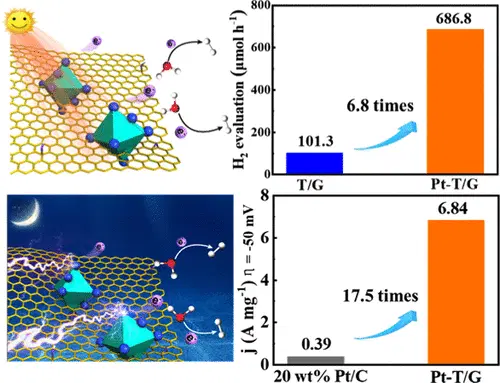 800
686.8
600
400
6.8 times
200
101.3
0
H₂ evaluation (μmol h⁻¹)
T/G
Pt-T/G
e⁻
e⁻
8
6.84
6
4
17.5 times
2
0.39
0
j (A mg⁻¹) η = -50 mV
20 wt% Pt/C
Pt-T/G
e⁻
e⁻